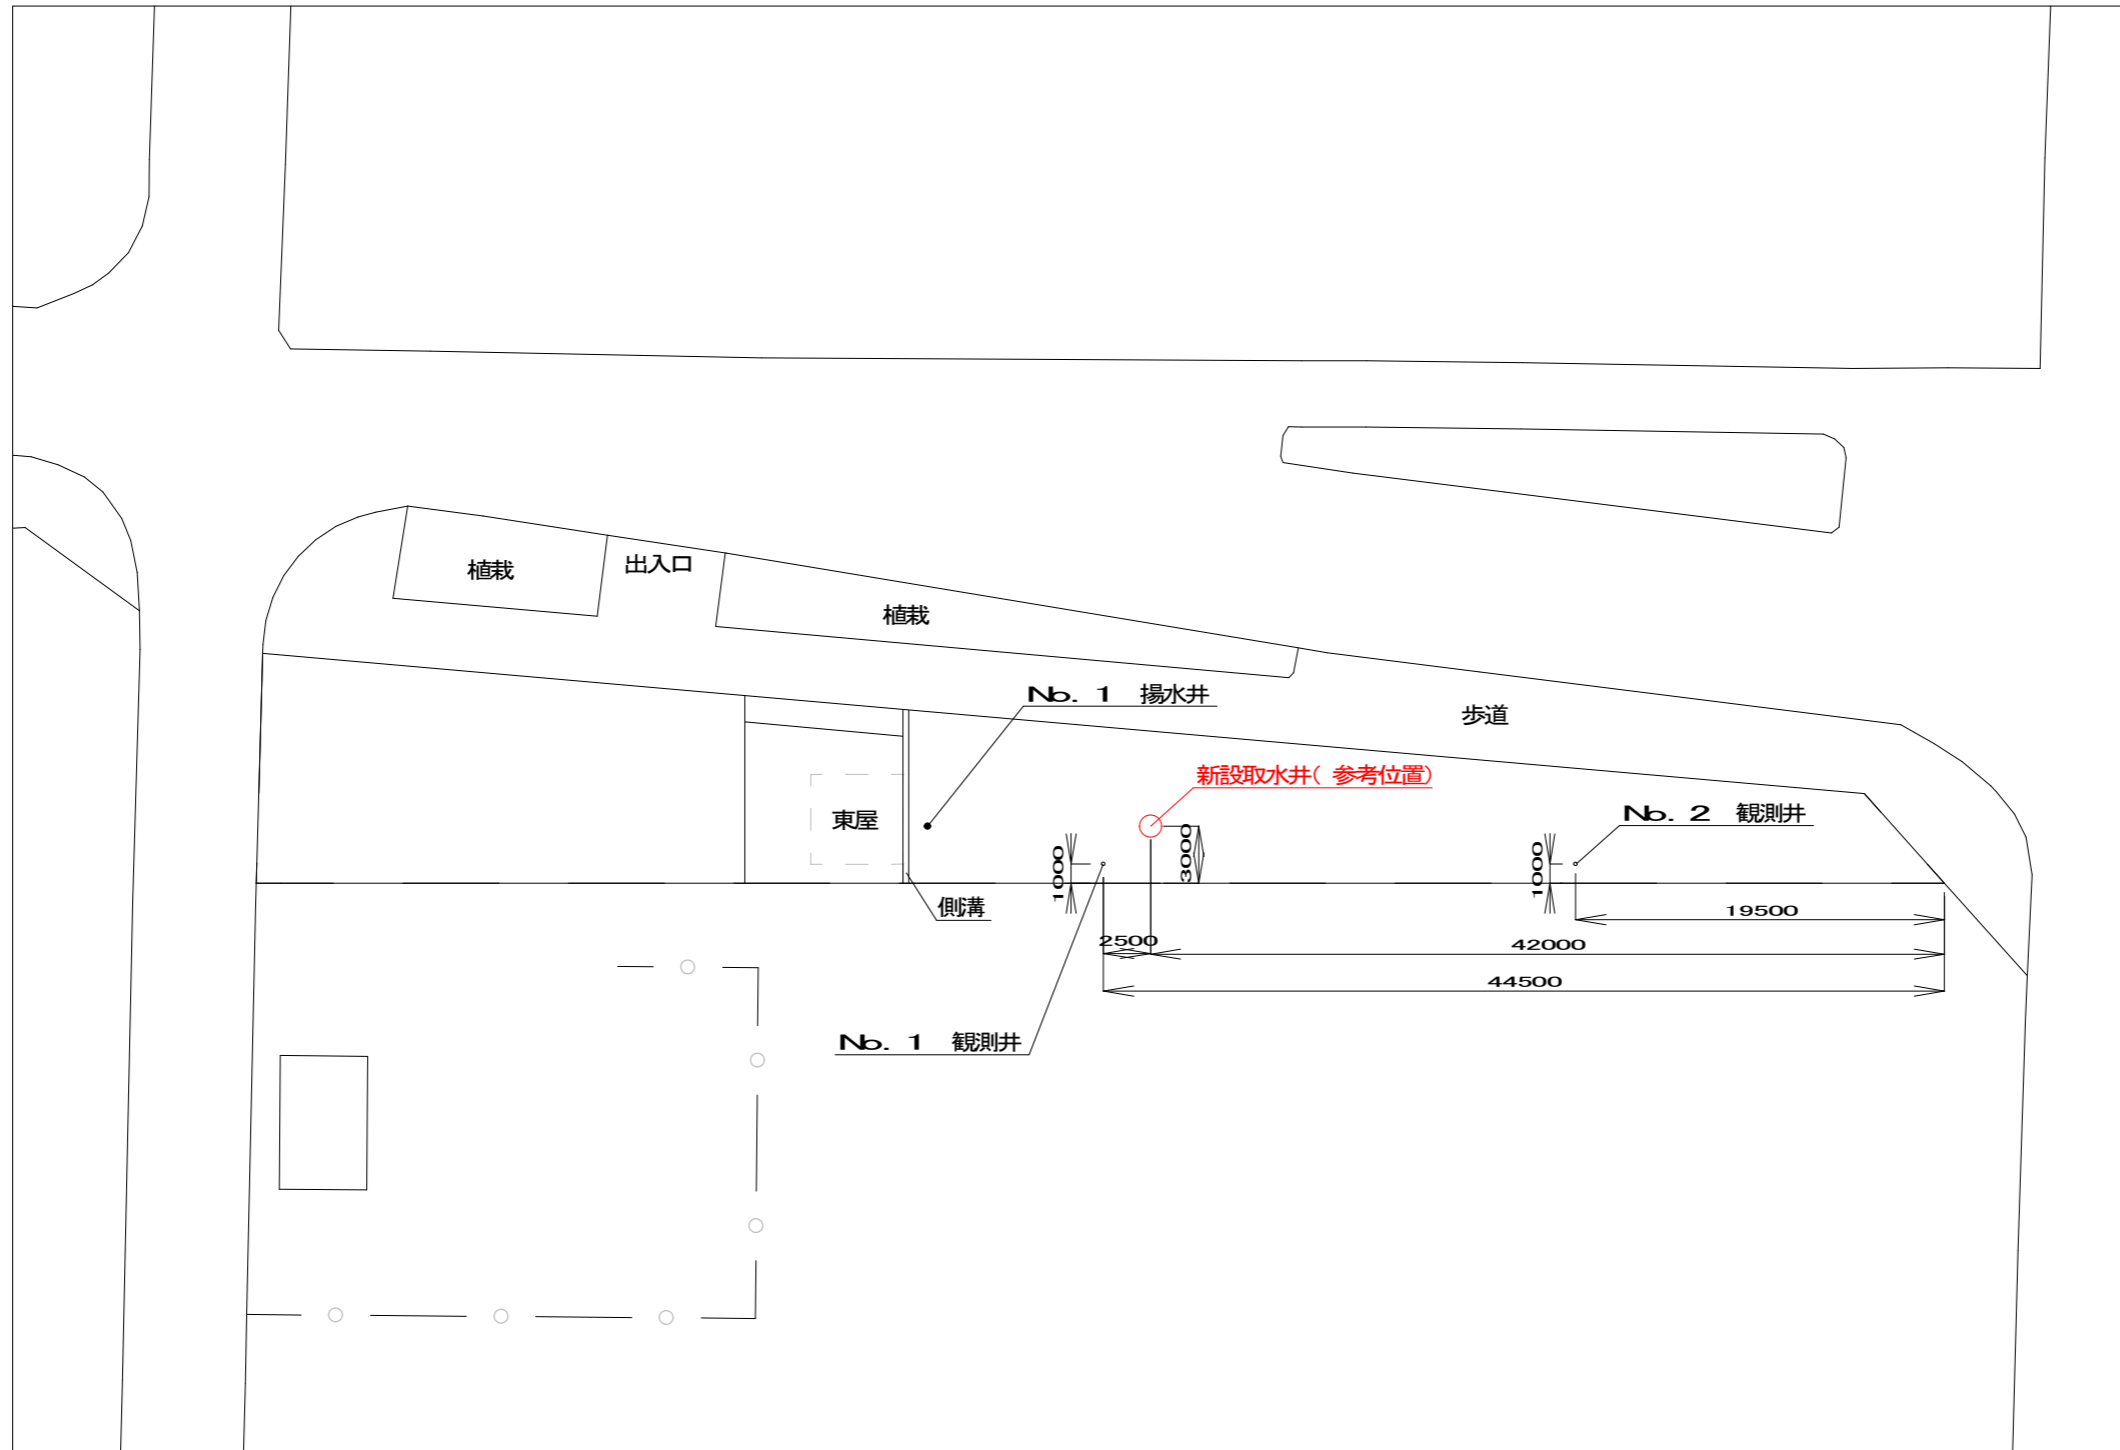 植栽
出入口
植栽
No. 1 揚水井
歩道
新設取水井( 参考位置)
No. 2 観測井
東屋
3000
1000
1000
側溝
19500
2500
42000
44500
No. 1 観測井